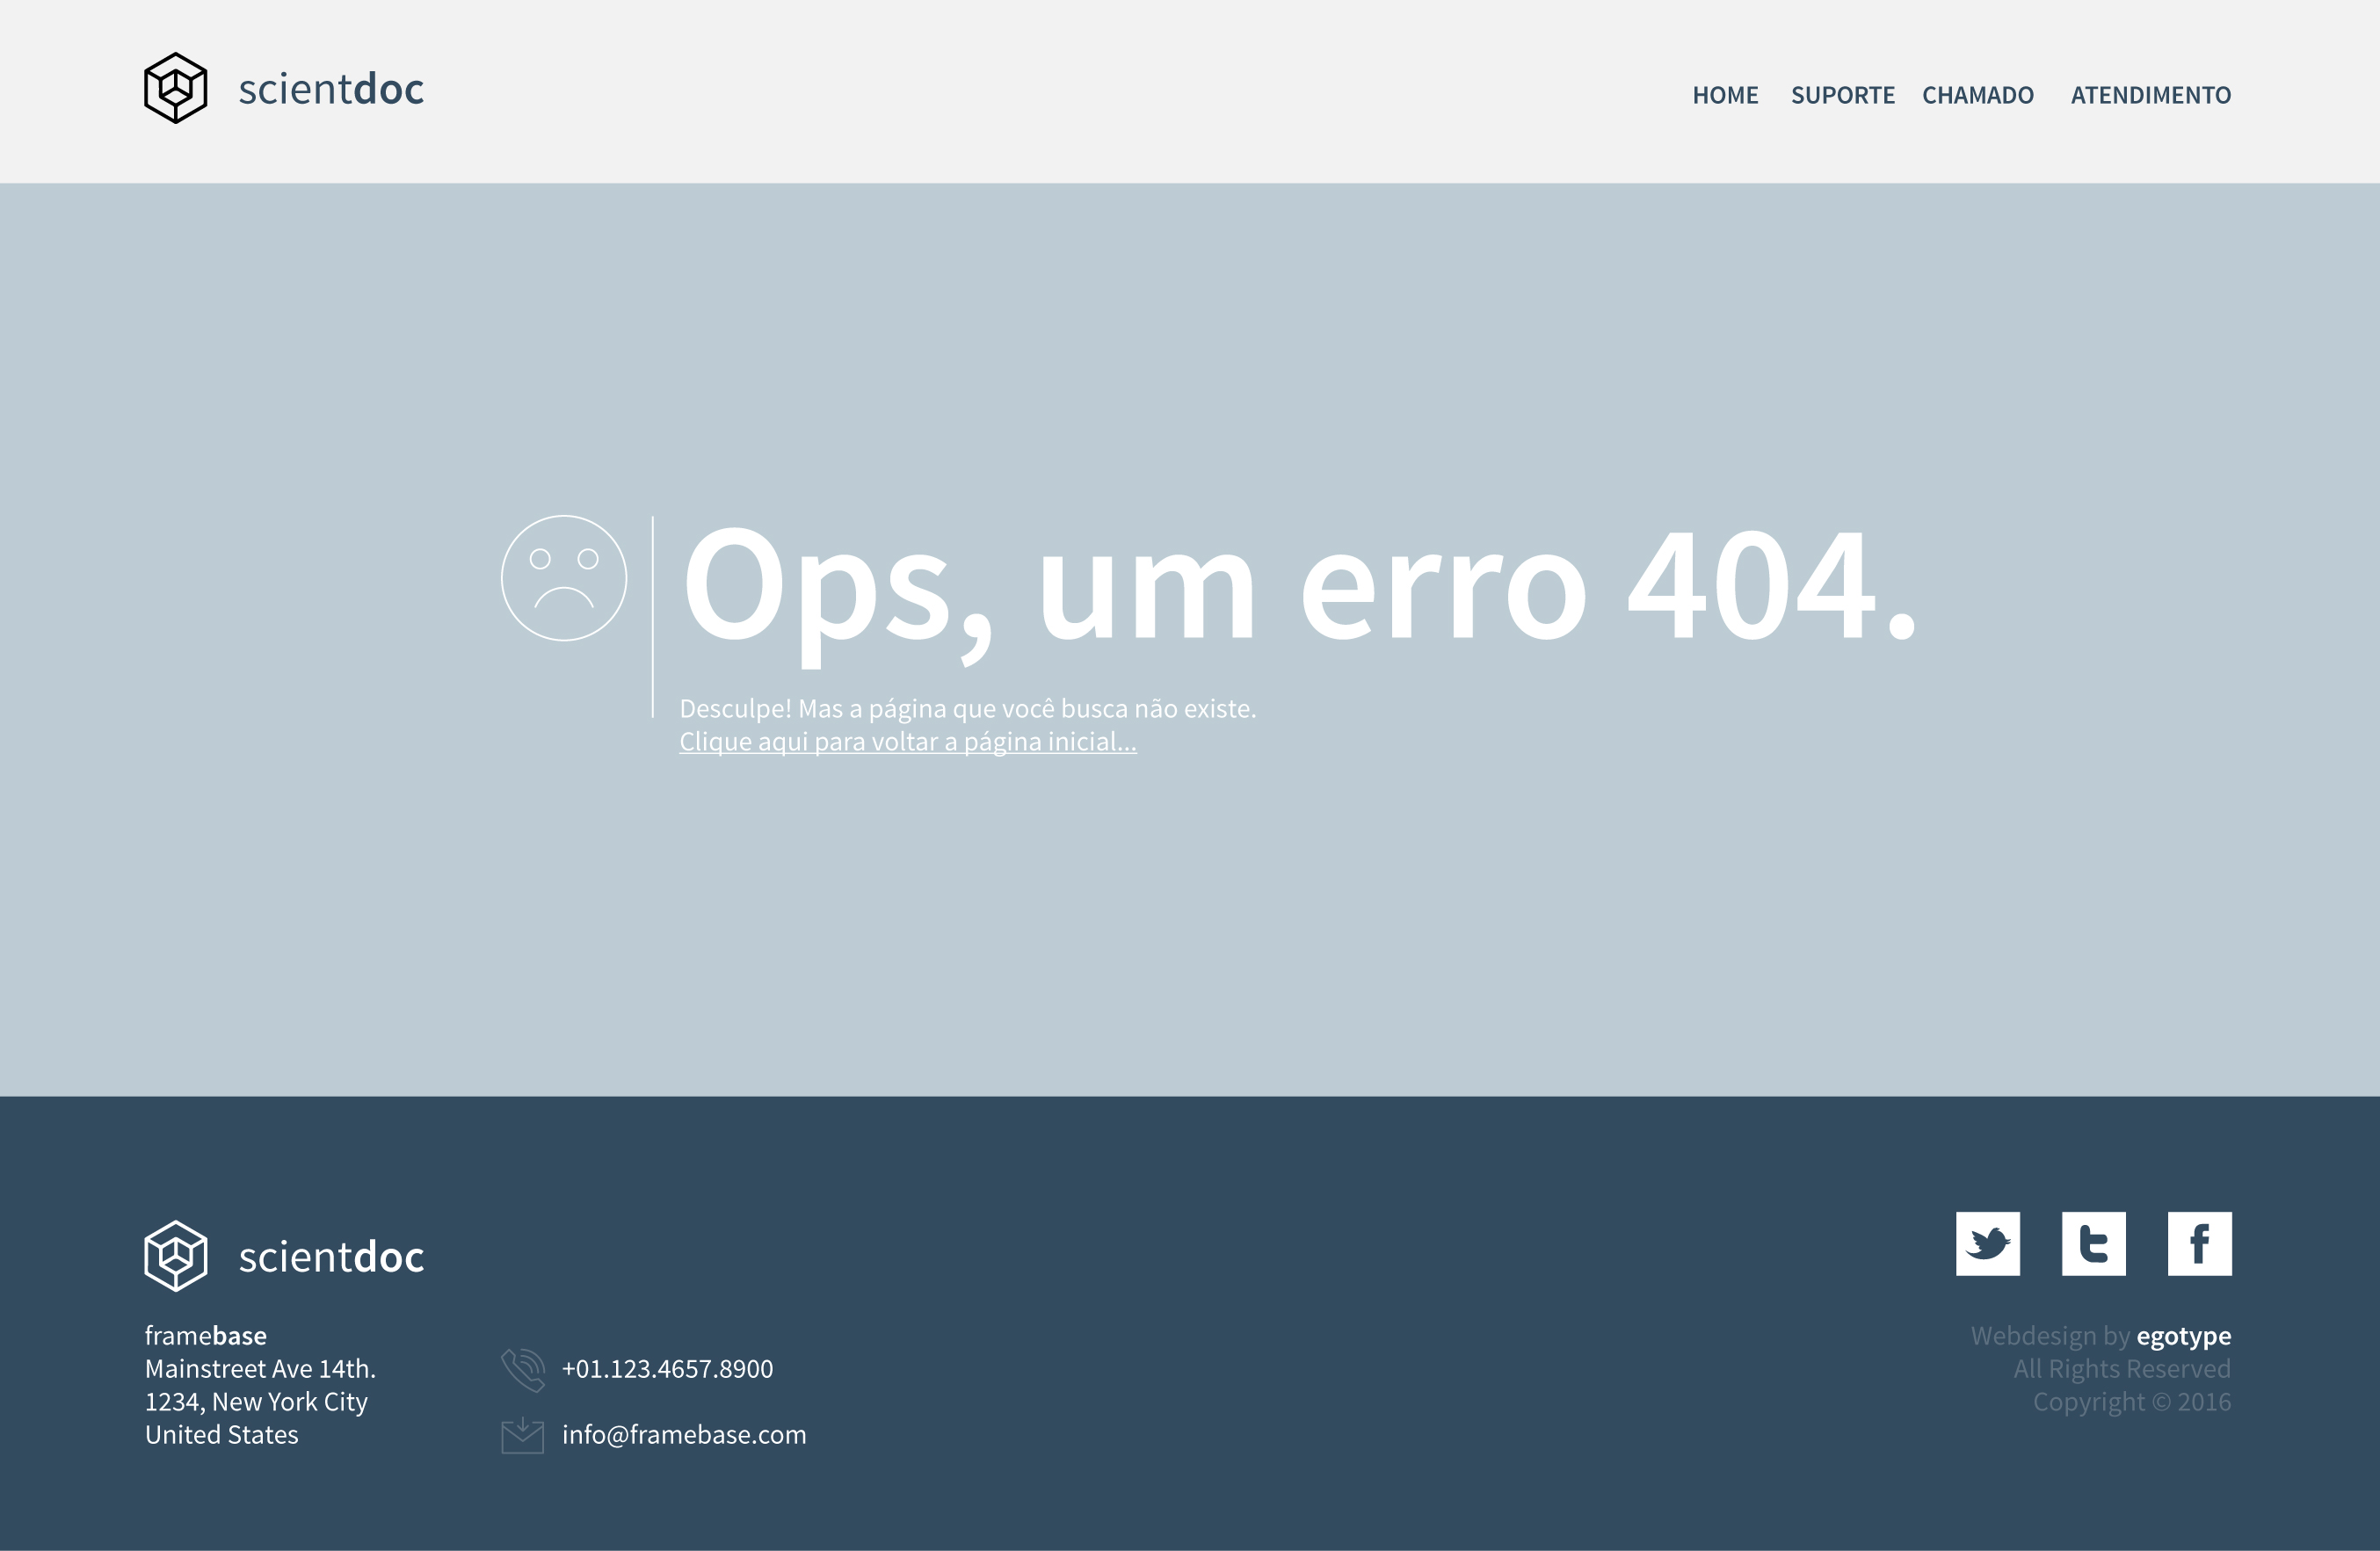 scientdoc
HOME SUPORTE CHAMADO ATENDIMENTO
Ops, um erro 404.
Desculpe! Mas a página que você busca não existe.
Clique aqui para voltar a página inicial...
scientdoc
framebase
Mainstreet Ave 14th.
1234, New York City
United States
+01.123.4657.8900
info@framebase.com
Webdesign by egotype
All Rights Reserved
Copyright © 2016